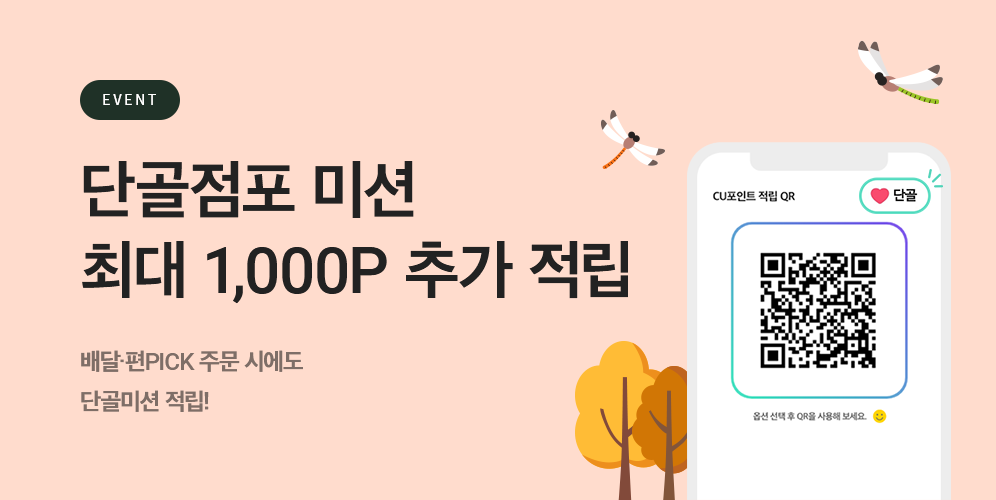 EVENT
단골점포 미션
최대 1,000P 추가 적립
배달·편PICK 주문 시에도
단골미션 적립!
CU포인트 적립 QR
단골
옵션 선택 후 QR을 사용해 보세요.